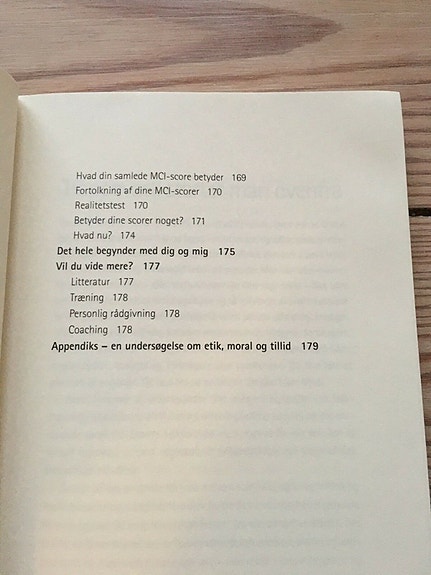 Hvad din samlede MCI-score betyder 169
Fortolkning af dine MCI-scorer 170
Realitetstest 170
Betyder dine scorer noget? 171
Hvad nu? 174
Det hele begynder med dig og mig 175
Vil du vide mere? 177
Litteratur 177
Træning 178
Personlig rådgivning 178
Coaching 178
Appendiks – en undersøgelse om etik, moral og tillid 179